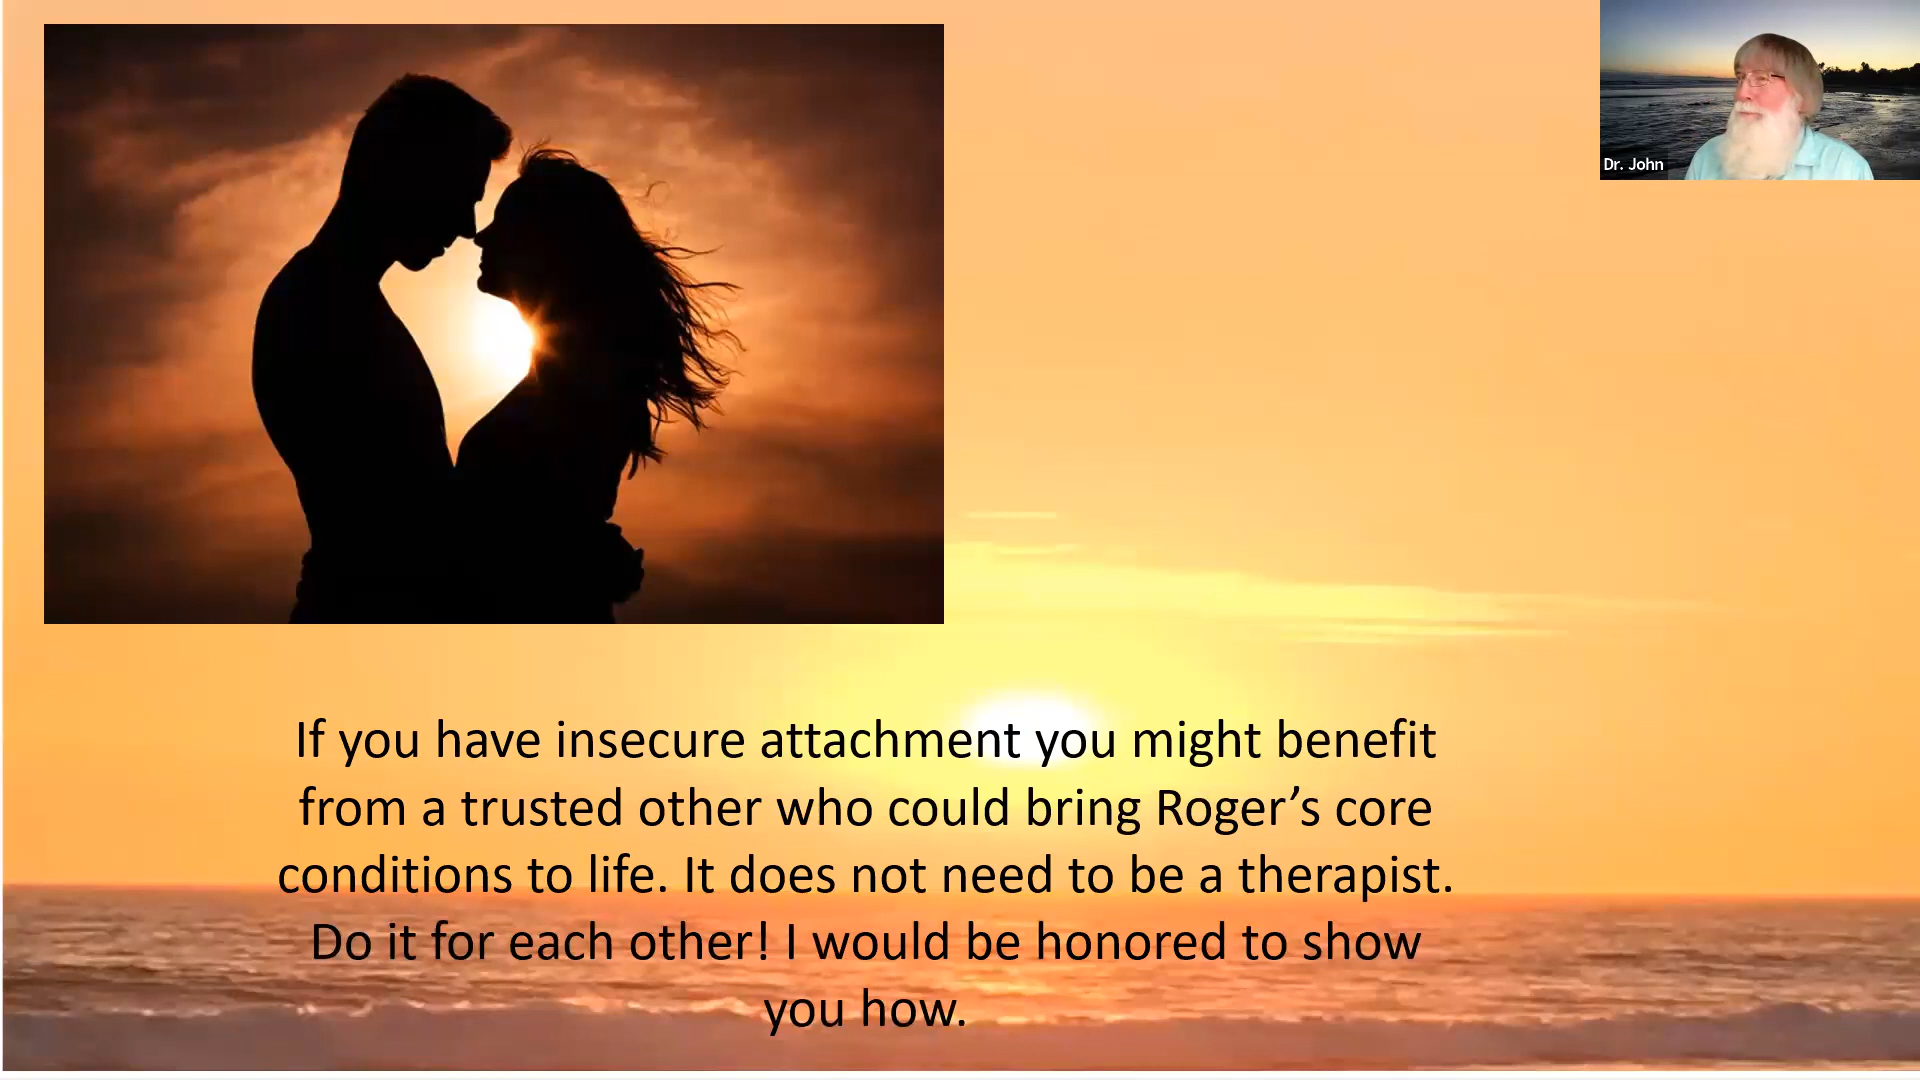 Dr. John
If you have insecure attachment you might benefit
from a trusted other who could bring Roger’s core
conditions to life. It does not need to be a therapist.
Do it for each other! I would be honored to show
you how.